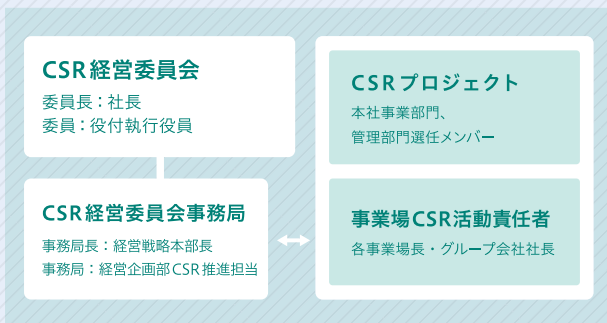 CSR経営委員会
委員長：社長
委員：役付執行役員
CSR経営委員会事務局
事務局長：経営戦略本部長
事務局：経営企画部CSR推進担当
CSRプロジェクト
本社事業部門、
管理部門選任メンバー
事業場CSR活動責任者
各事業場長・グループ会社社長